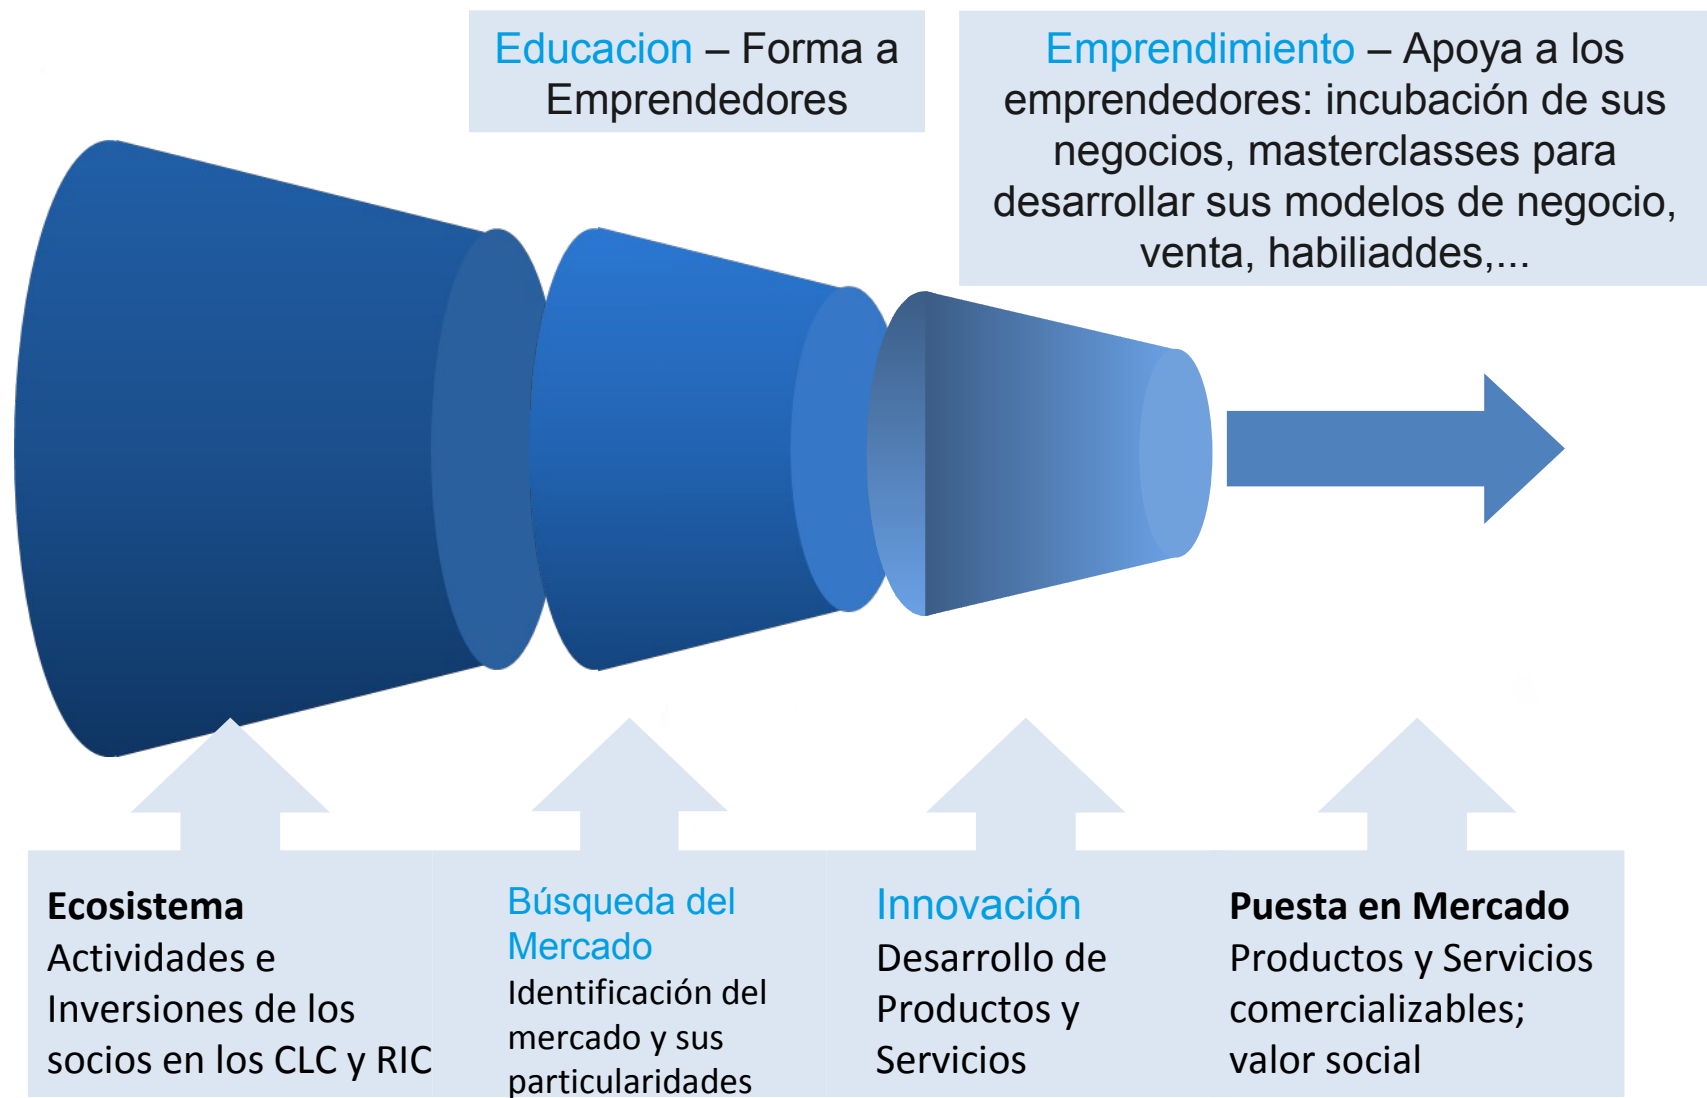 Educacion – Forma a
Emprendedores
Emprendimiento – Apoya a los
emprendedores: incubación de sus
negocios, masterclasses para
desarrollar sus modelos de negocio,
venta, habiliaddes,...
Ecosistema
Actividades e
Inversiones de los
socios en los CLC y RIC
Búsqueda del
Mercado
Identificación del
mercado y sus
particularidades
Innovación
Desarrollo de
Productos y
Servicios
Puesta en Mercado
Productos y Servicios
comercializables;
valor social